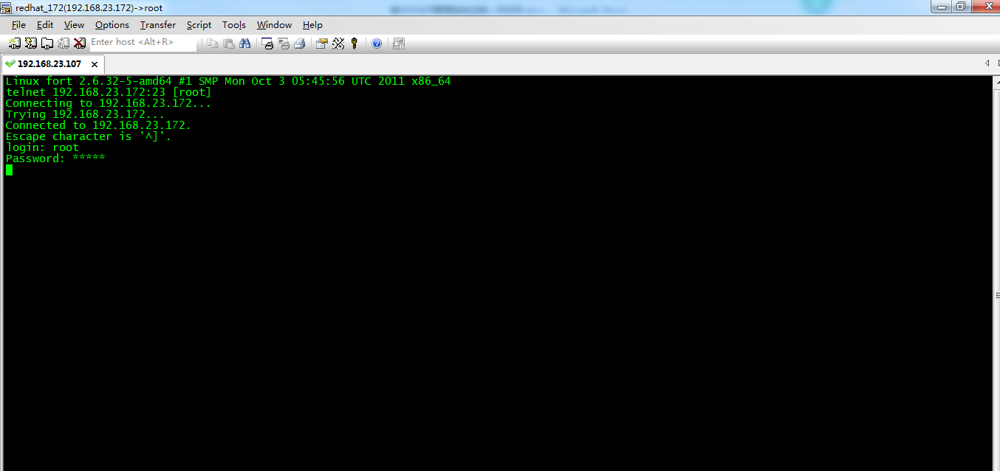 redhat_172(192.168.23.172)->root
File Edit View Options Transfer Script Tools Window Help
Enter host <Alt+R>
192.168.23.107
Linux fort 2.6.32-5-amd64 #1 SMP Mon Oct 3 05:45:56 UTC 2011 x86_64
telnet 192.168.23.172:23 [root]
Connecting to 192.168.23.172...
Trying 192.168.23.172...
Connected to 192.168.23.172.
Escape character is '^]'.
login: root
Password: *****